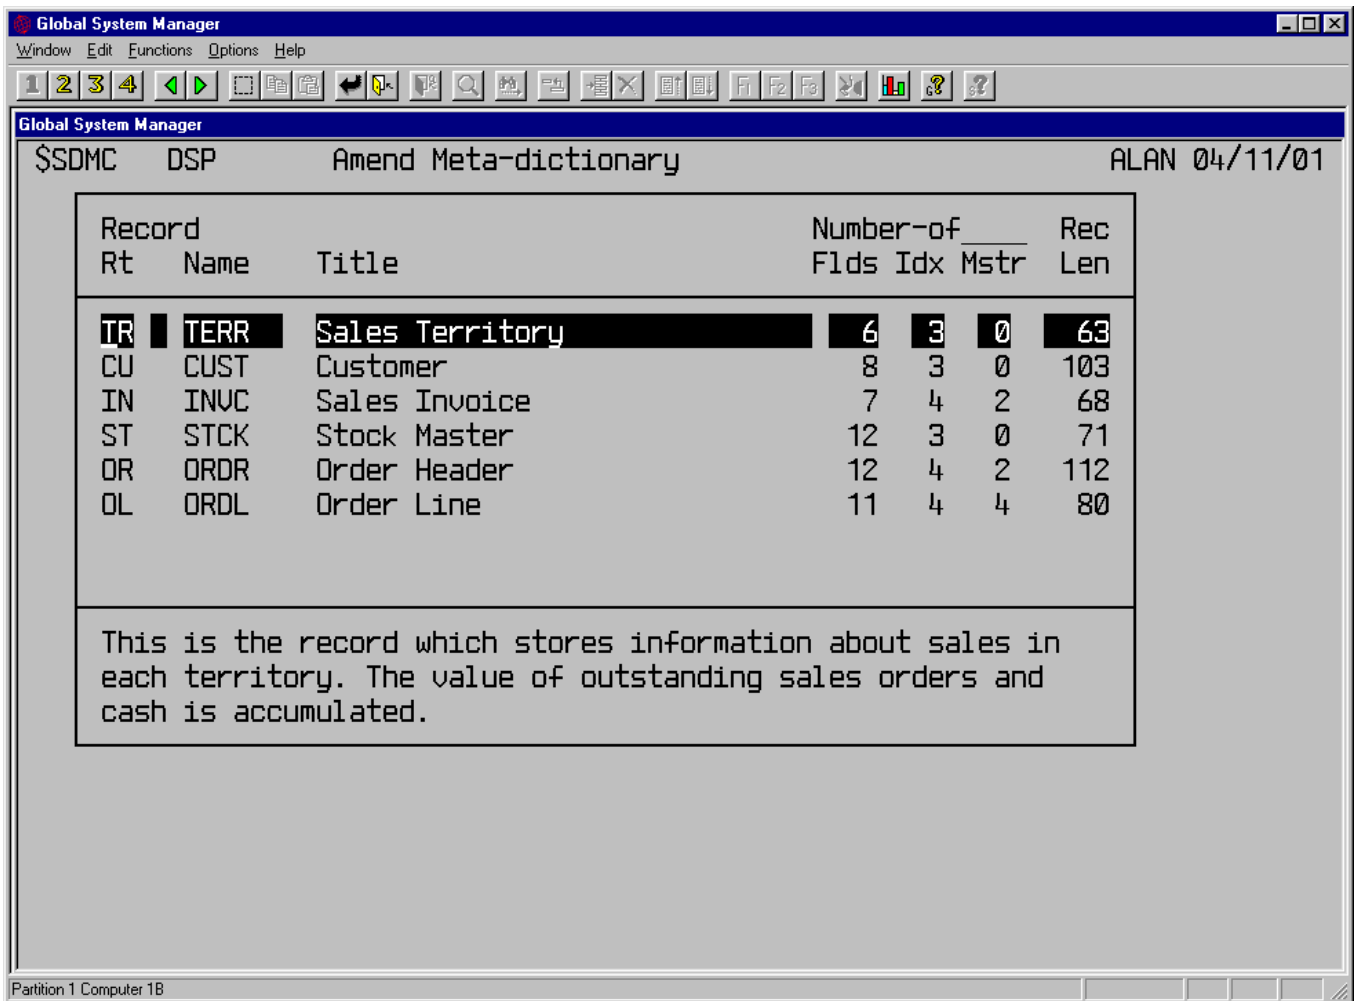 Global System Manager
Window Edit Functions Options Help
1 2 3 4 F1 F2 F3 G? S?
Global System Manager
$SDMC DSP Amend Meta-dictionary ALAN 04/11/01
Record Number-of____ Rec
Rt Name Title Flds Idx Mstr Len
TR TERR Sales Territory 6 3 0 63
CU CUST Customer 8 3 0 103
IN INVC Sales Invoice 7 4 2 68
ST STCK Stock Master 12 3 0 71
OR ORDR Order Header 12 4 2 112
OL ORDL Order Line 11 4 4 80
This is the record which stores information about sales in
each territory. The value of outstanding sales orders and
cash is accumulated.
Partition 1 Computer 1B